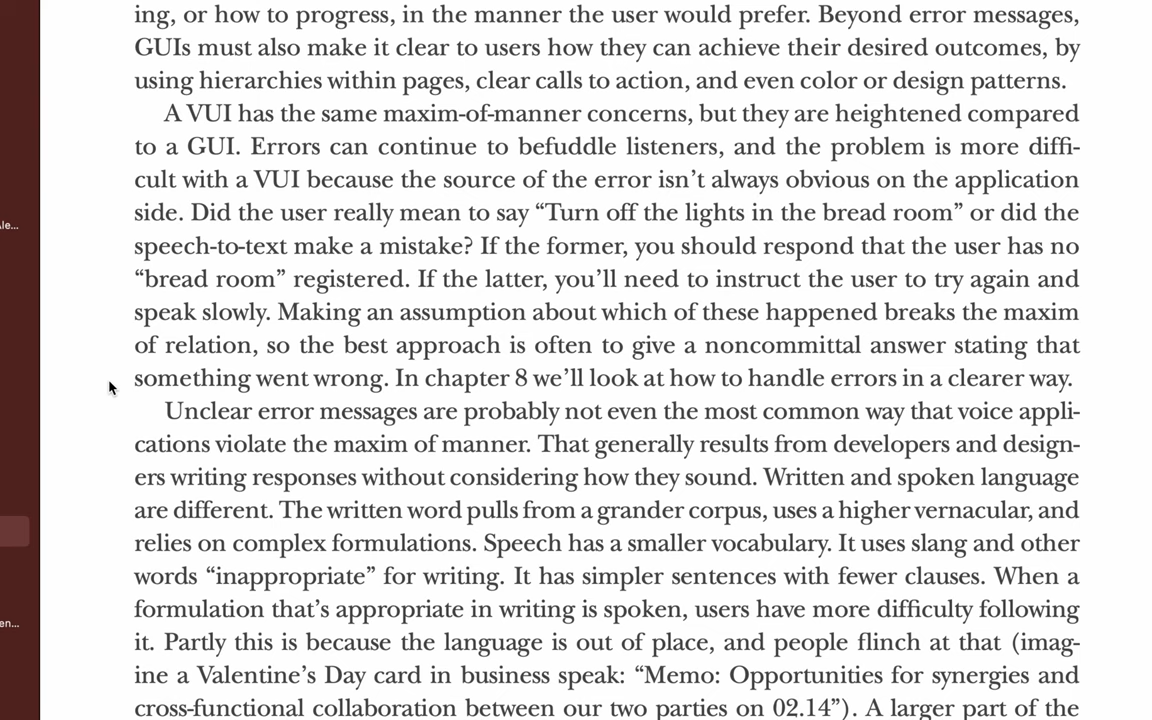 ing, or how to progress, in the manner the user would prefer. Beyond error messages,
GUIs must also make it clear to users how they can achieve their desired outcomes, by
using hierarchies within pages, clear calls to action, and even color or design patterns.
A VUI has the same maxim-of-manner concerns, but they are heightened compared
to a GUI. Errors can continue to befuddle listeners, and the problem is more diffi-
cult with a VUI because the source of the error isn’t always obvious on the application
side. Did the user really mean to say “Turn off the lights in the bread room” or did the
speech-to-text make a mistake? If the former, you should respond that the user has no
“bread room” registered. If the latter, you’ll need to instruct the user to try again and
speak slowly. Making an assumption about which of these happened breaks the maxim
of relation, so the best approach is often to give a noncommittal answer stating that
something went wrong. In chapter 8 we’ll look at how to handle errors in a clearer way.
Unclear error messages are probably not even the most common way that voice appli-
cations violate the maxim of manner. That generally results from developers and design-
ers writing responses without considering how they sound. Written and spoken language
are different. The written word pulls from a grander corpus, uses a higher vernacular, and
relies on complex formulations. Speech has a smaller vocabulary. It uses slang and other
words “inappropriate” for writing. It has simpler sentences with fewer clauses. When a
formulation that’s appropriate in writing is spoken, users have more difficulty following
it. Partly this is because the language is out of place, and people flinch at that (imag-
ine a Valentine’s Day card in business speak: “Memo: Opportunities for synergies and
cross-functional collaboration between our two parties on 02.14”). A larger part of the
le...
en...